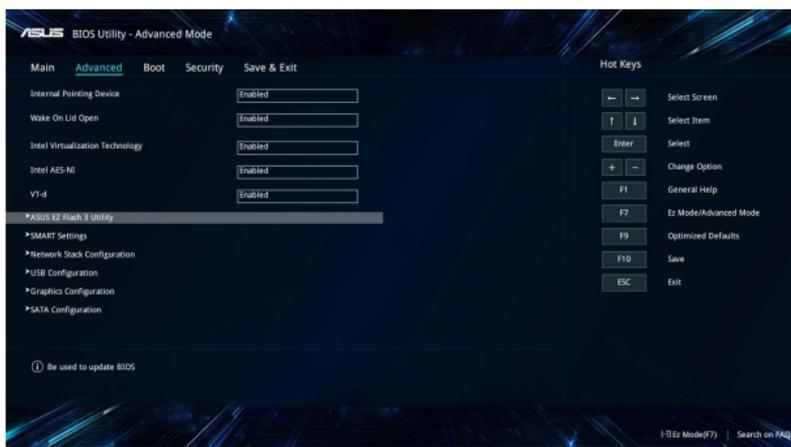 ASUS BIOS Utility - Advanced Mode
Main Advanced Boot Security Save & Exit
Internal Pointing Device Enabled
Wake On Lid Open Enabled
Intel Virtualization Technology Enabled
Intel AES-NI Enabled
VT-d Enabled
ASUS EZ Flash 3 Utility
SMART Settings
Network Stack Configuration
USB Configuration
Graphics Configuration
SATA Configuration
Be used to update BIOS
Hot Keys
← → Select Screen
↑ ↓ Select Item
Enter Select
+ − Change Option
F1 General Help
F7 Ez Mode/Advanced Mode
F9 Optimized Defaults
F10 Save
ESC Exit
Ez Mode(F7) | Search on FAQ